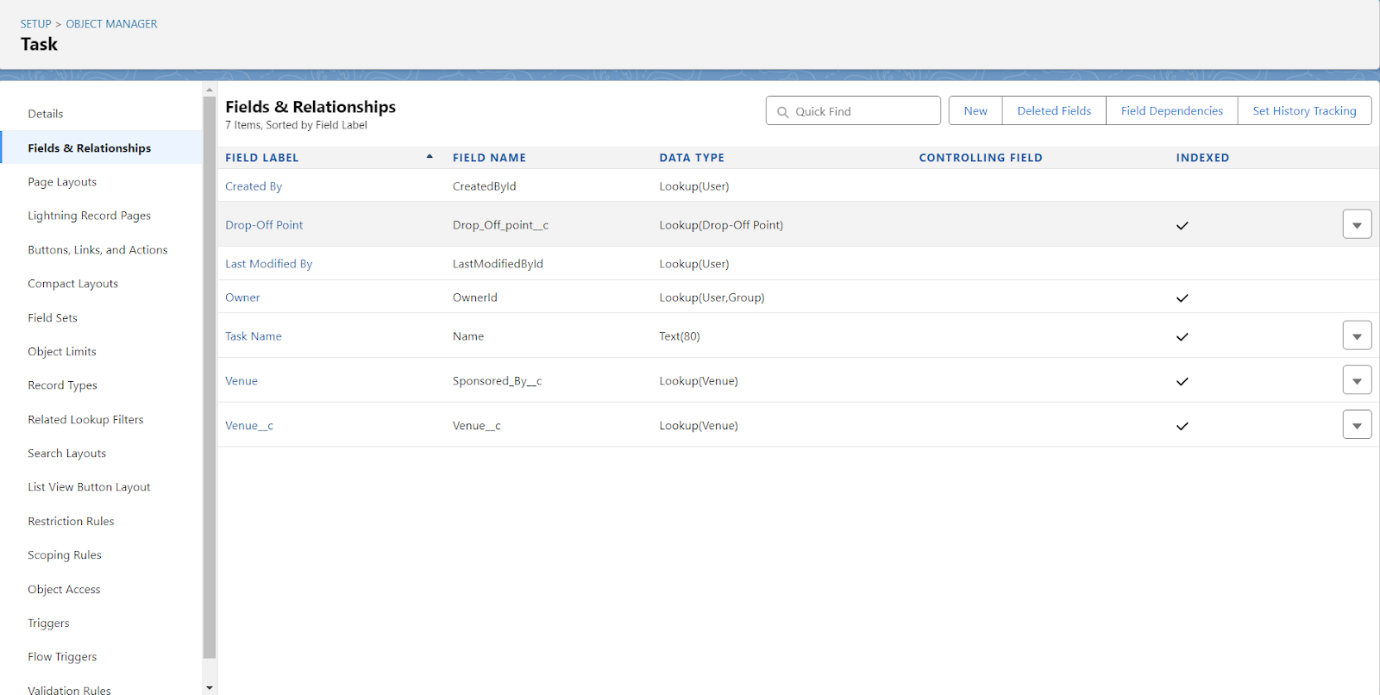 SETUP > OBJECT MANAGER
Task
Details
Fields & Relationships
Page Layouts
Lightning Record Pages
Buttons, Links, and Actions
Compact Layouts
Field Sets
Object Limits
Record Types
Related Lookup Filters
Search Layouts
List View Button Layout
Restriction Rules
Scoping Rules
Object Access
Triggers
Flow Triggers
Validation Rules
Fields & Relationships
7 Items, Sorted by Field Label
Quick Find
New Deleted Fields Field Dependencies Set History Tracking
FIELD LABEL FIELD NAME DATA TYPE CONTROLLING FIELD INDEXED
Created By CreatedById Lookup(User)
Drop-Off Point Drop_Off_point__c Lookup(Drop-Off Point)
Last Modified By LastModifiedById Lookup(User)
Owner OwnerId Lookup(User,Group)
Task Name Name Text(80)
Venue Sponsored_By__c Lookup(Venue)
Venue__c Venue__c Lookup(Venue)